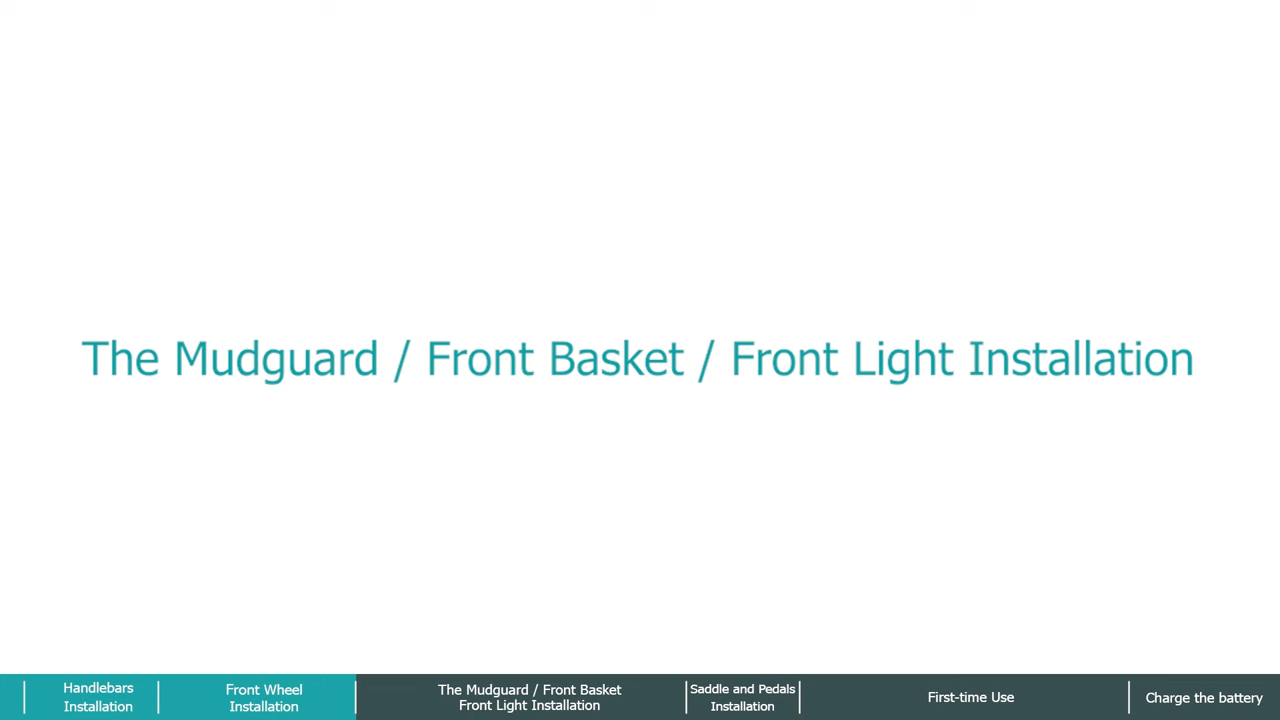 The Mudguard / Front Basket / Front Light Installation
Handlebars
Installation
Front Wheel
Installation
The Mudguard / Front Basket
Front Light Installation
Saddle and Pedals
Installation
First-time Use
Charge the battery